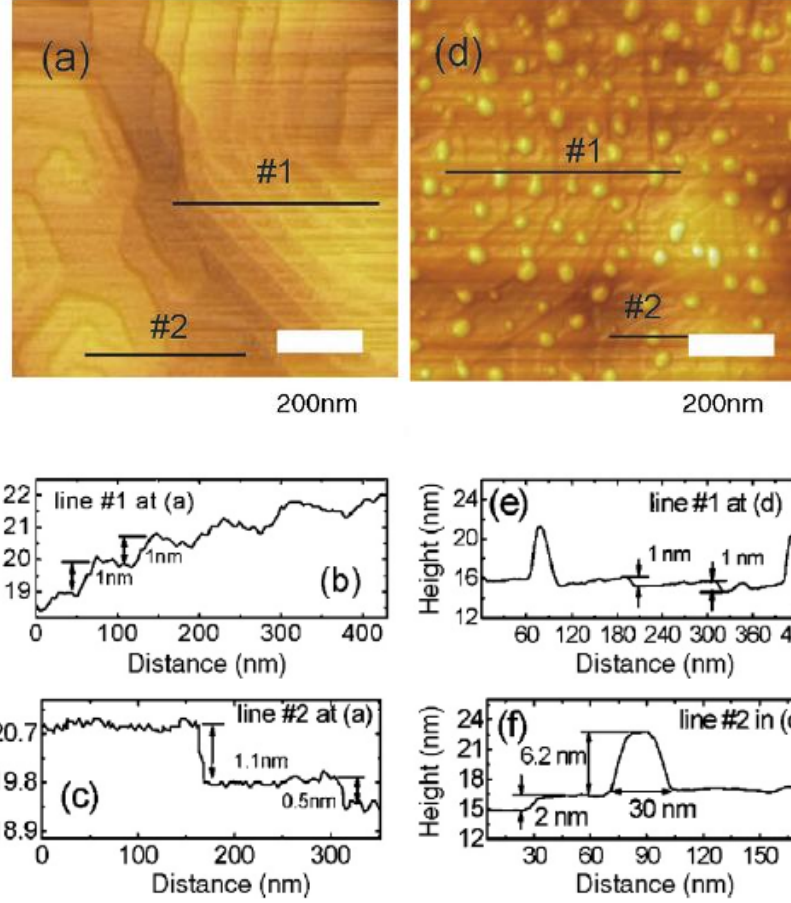 (a)
#1
#2
200nm
(d)
#1
#2
200nm
line #1 at (a)
22
21
20
19
1nm
1nm
(b)
0 100 200 300 400
Distance (nm)
(e)
line #1 at (d)
Height (nm)
24
20
16
12
1 nm
1 nm
60 120 180 240 300 360 4
Distance (nm)
line #2 at (a)
20.7
9.8
8.9
1.1nm
0.5nm
(c)
0 100 200 300
Distance (nm)
(f)
line #2 in (
Height (nm)
24
21
18
15
12
6.2 nm
2 nm
30 nm
30 60 90 120 150
Distance (nm)